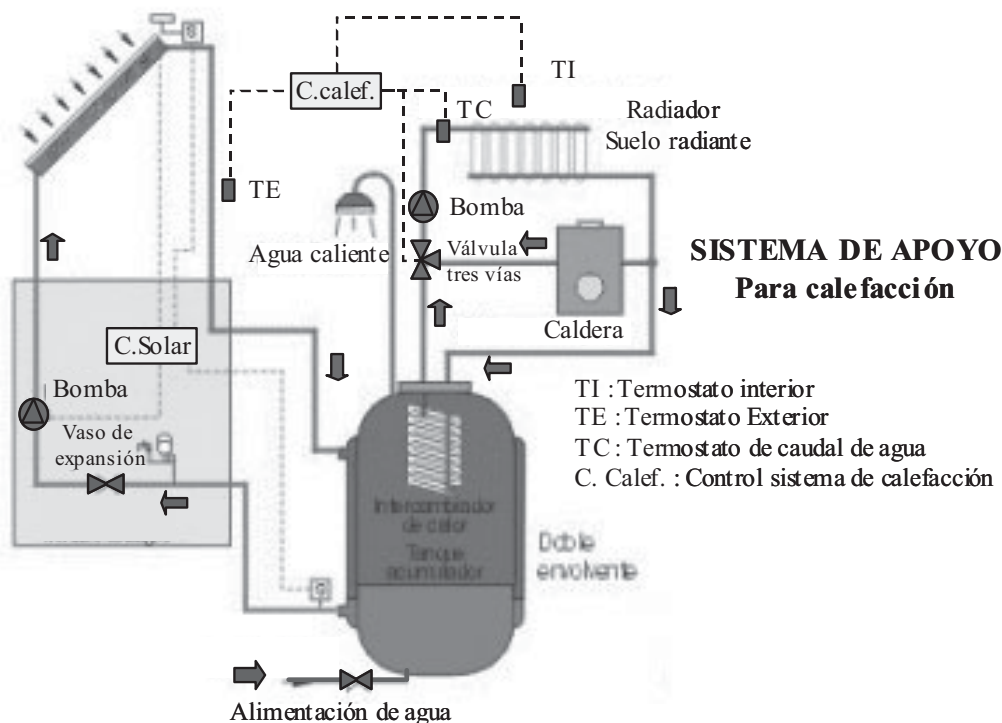 S
TI
C.calef.
TC
Radiador
Suelo radiante
TE
Bomba
Agua caliente
Válvula
tres vías
SISTEMA DE APOYO
Para calefacción
Caldera
C.Solar
Bomba
Vaso de
expansión
TI : Termostato interior
TE : Termostato Exterior
TC : Termostato de caudal de agua
C. Calef. : Control sistema de calefacción
Intercambiador
de calor
Tanque
acumulador
Doble
envolvente
S
Alimentación de agua